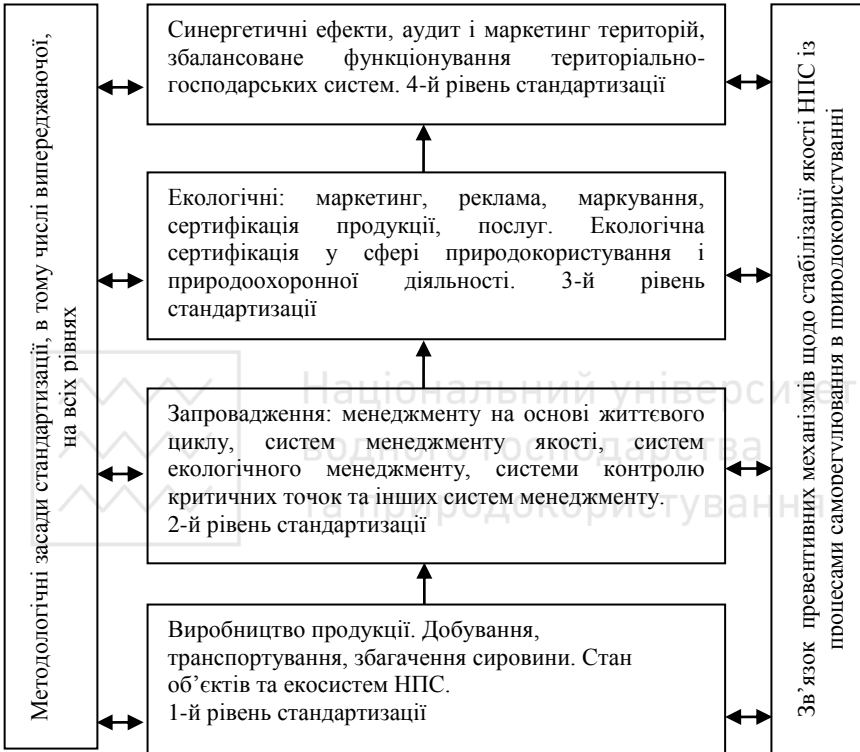 Методологічні засади стандартизації, в тому числі випереджаючої,
на всіх рівнях
Синергетичні ефекти, аудит і маркетинг територій,
збалансоване функціонування територіально-
господарських систем. 4-й рівень стандартизації
Екологічні: маркетинг, реклама, маркування,
сертифікація продукції, послуг. Екологічна
сертифікація у сфері природокористування і
природоохоронної діяльності. 3-й рівень
стандартизації
Запровадження: менеджменту на основі життєвого
циклу, систем менеджменту якості, систем
екологічного менеджменту, системи контролю
критичних точок та інших систем менеджменту.
2-й рівень стандартизації
Виробництво продукції. Добування,
транспортування, збагачення сировини. Стан
об’єктів та екосистем НПС.
1-й рівень стандартизації
Зв’язок превентивних механізмів щодо стабілізації якості НПС із
процесами саморегулювання в природокористуванні
Національний університет
водного господарства
та природокористування